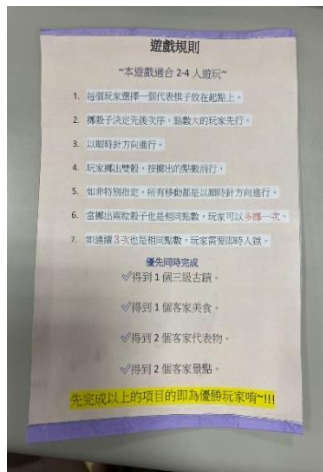 遊戲規則
~本遊戲適合 2-4 人遊玩~
1. 每個玩家選擇一個代表棋子放在起點上。
2. 擲骰子決定先後次序，點數大的玩家先行。
3. 以順時針方向進行。
4. 玩家擲出雙骰，按擲出的點數前行，
5. 如非特別指定，所有移動都是以順時針方向進行。
6. 當擲出兩粒骰子也是相同點數，玩家可以多擲一次。
7. 如連續 3 次也是相同點數，玩家需要即時入獄。
優先同時完成
✓得到 1 個三級古蹟。
✓得到 1 個客家美食。
✓得到 2 個客家代表物。
✓得到 2 個客家景點。
先完成以上的項目的即為優勝玩家唷~!!!